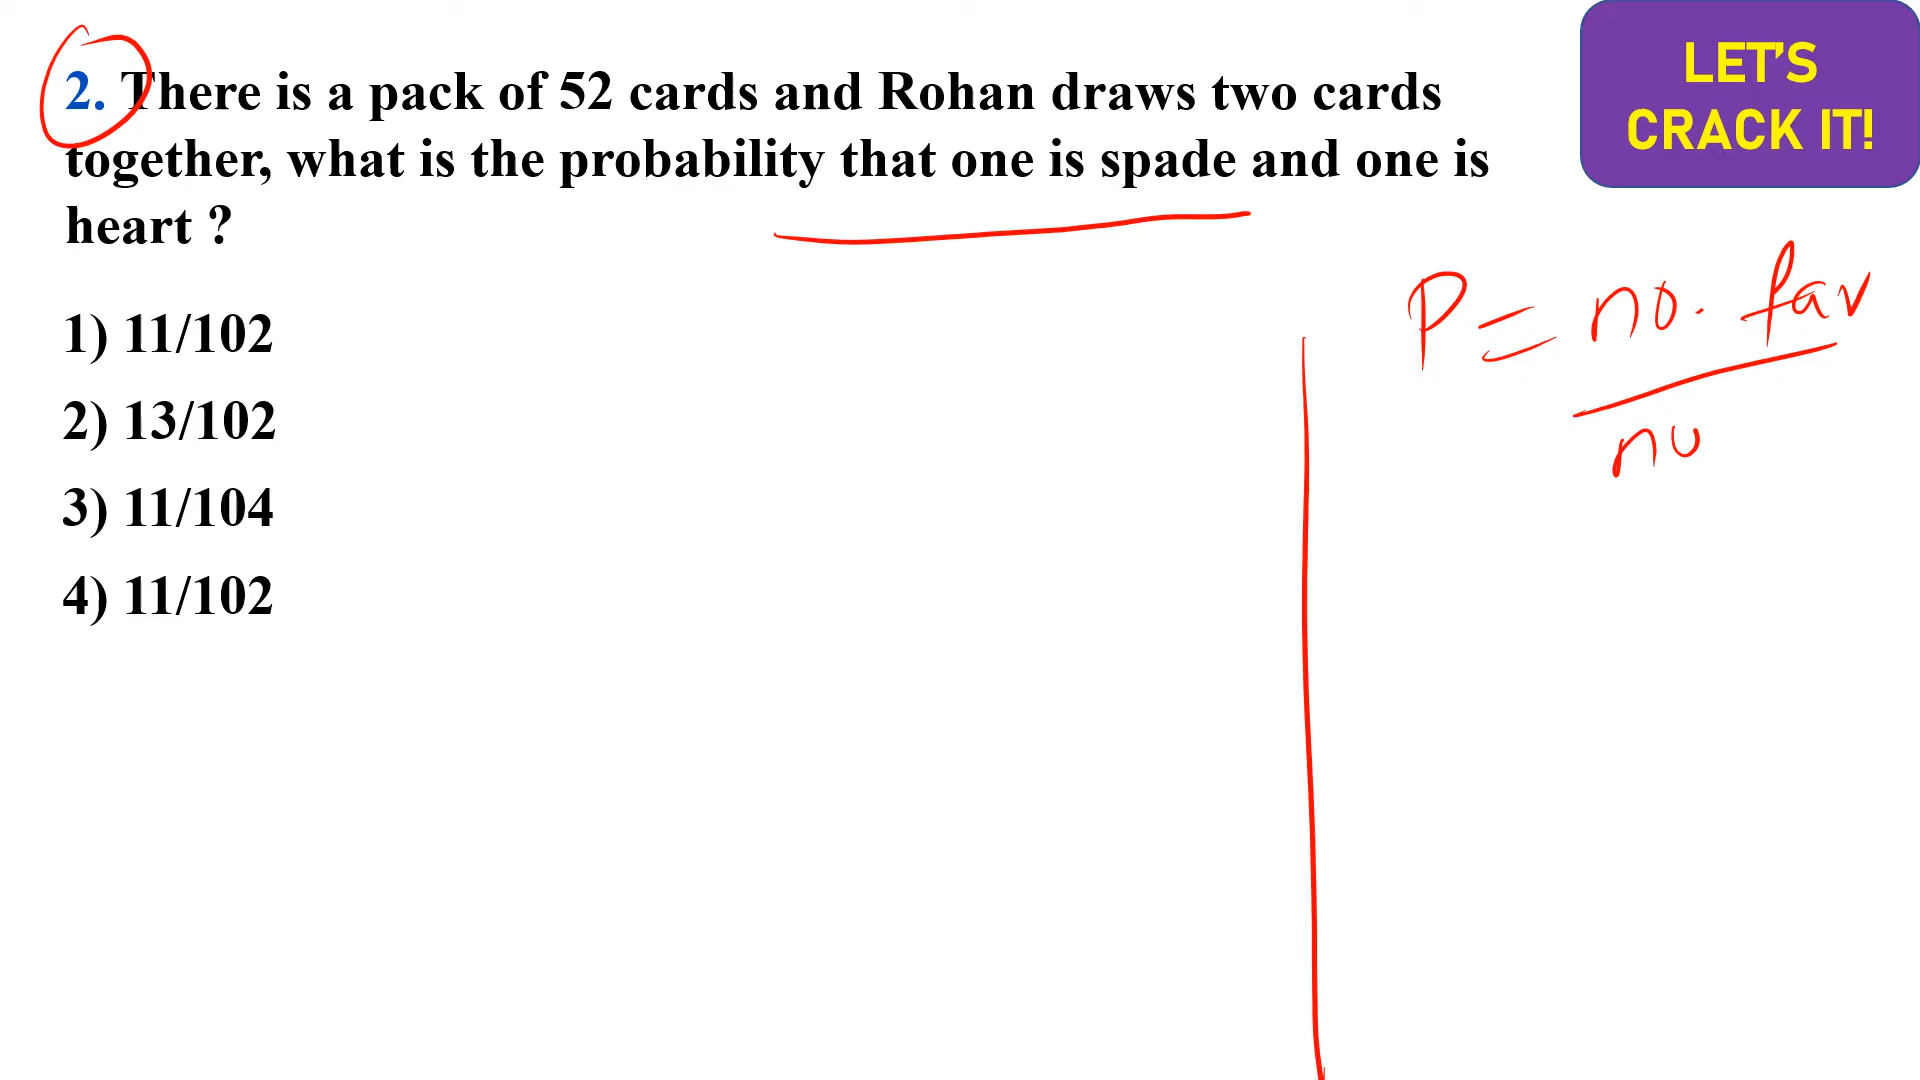 2. There is a pack of 52 cards and Rohan draws two cards
together, what is the probability that one is spade and one is
heart ?
1) 11/102
2) 13/102
3) 11/104
4) 11/102
LET'S
CRACK IT!
P = no. fav
no